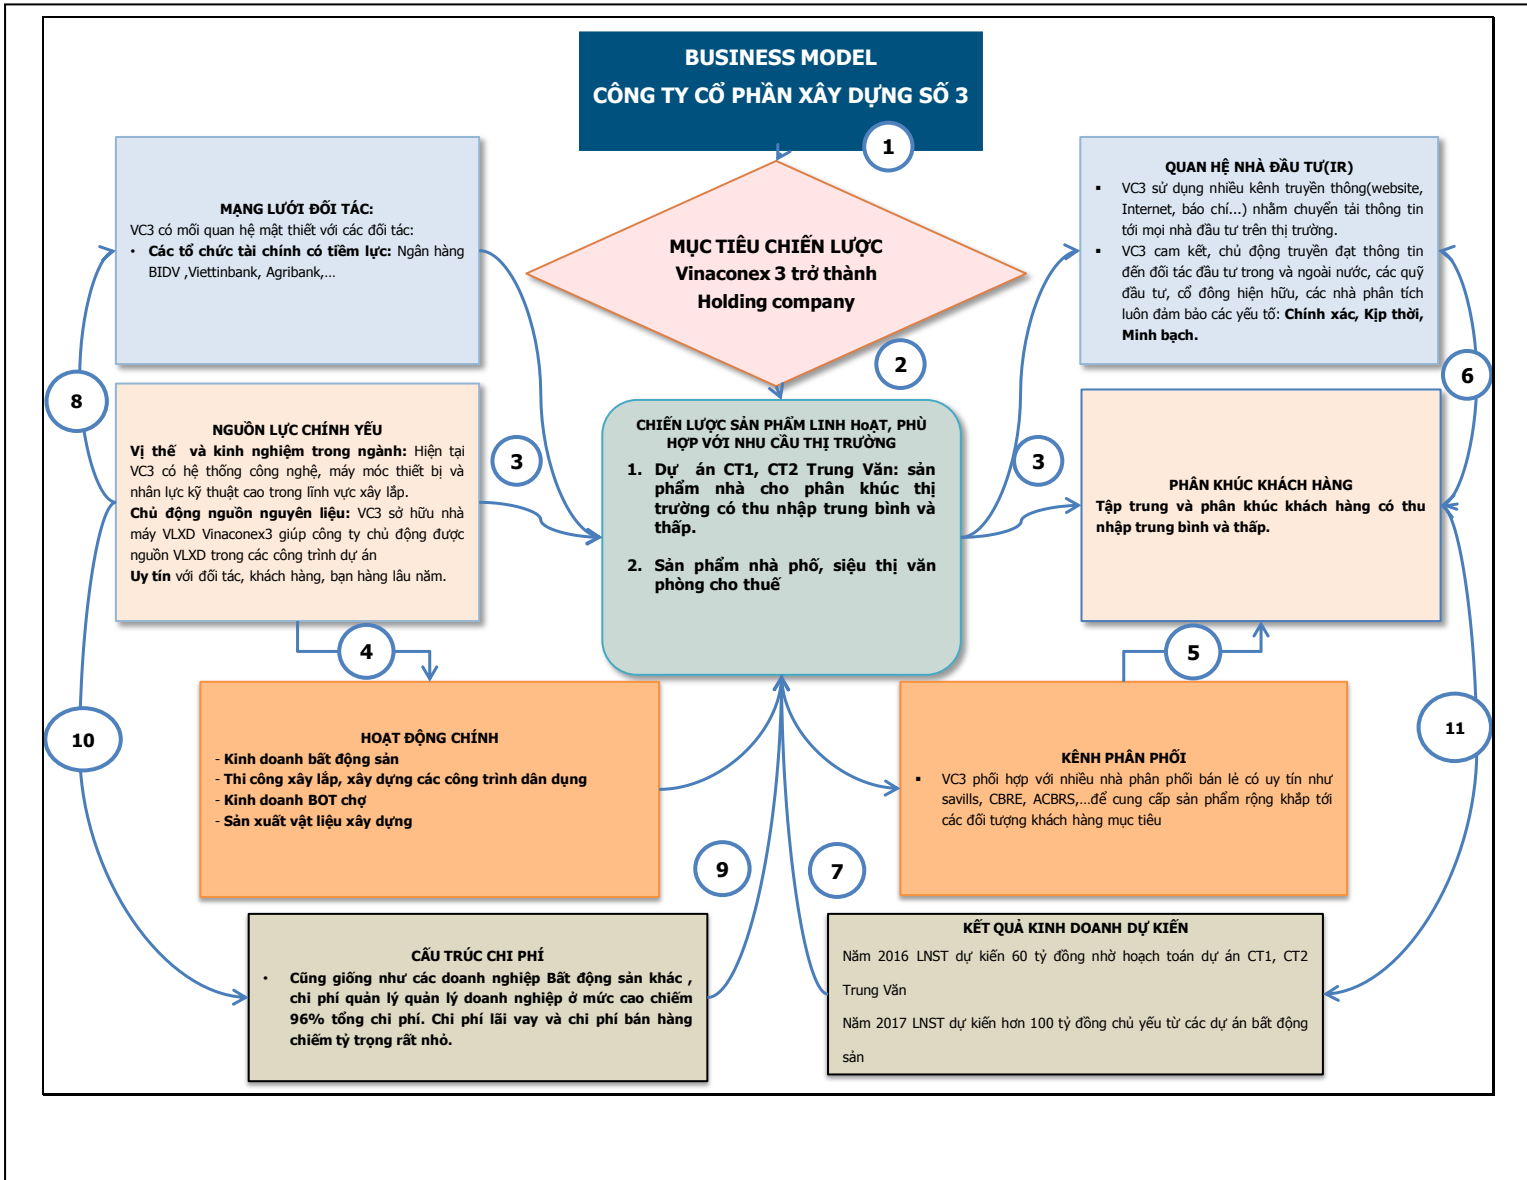 BUSINESS MODEL
CÔNG TY CỔ PHẦN XÂY DỰNG SỐ 3
1
MỤC TIÊU CHIẾN LƯỢC
Vinaconex 3 trở thành
Holding company
2
MẠNG LƯỚI ĐỐI TÁC:
VC3 có mối quan hệ mật thiết với các đối tác:
• Các tổ chức tài chính có tiềm lực: Ngân hàng
BIDV ,Viettinbank, Agribank,...
QUAN HỆ NHÀ ĐẦU TƯ(IR)
▪ VC3 sử dụng nhiều kênh truyền thông(website,
Internet, báo chí...) nhằm chuyển tải thông tin
tới mọi nhà đầu tư trên thị trường.
▪ VC3 cam kết, chủ động truyền đạt thông tin
đến đối tác đầu tư trong và ngoài nước, các quỹ
đầu tư, cổ đông hiện hữu, các nhà phân tích
luôn đảm bảo các yếu tố: Chính xác, Kịp thời,
Minh bạch.
8
6
NGUỒN LỰC CHÍNH YẾU
Vị thế và kinh nghiệm trong ngành: Hiện tại
VC3 có hệ thống công nghệ, máy móc thiết bị và
nhân lực kỹ thuật cao trong lĩnh vực xây lắp.
Chủ động nguồn nguyên liệu: VC3 sở hữu nhà
máy VLXD Vinaconex3 giúp công ty chủ động được
nguồn VLXD trong các công trình dự án
Uy tín với đối tác, khách hàng, bạn hàng lâu năm.
3
CHIẾN LƯỢC SẢN PHẨM LINH HoẠT, PHÙ
HỢP VỚI NHU CẦU THỊ TRƯỜNG
1. Dự án CT1, CT2 Trung Văn: sản
phẩm nhà cho phân khúc thị
trường có thu nhập trung bình và
thấp.
2. Sản phẩm nhà phố, siệu thị văn
phòng cho thuế
3
PHÂN KHÚC KHÁCH HÀNG
Tập trung và phân khúc khách hàng có thu
nhập trung bình và thấp.
4
5
10
11
HOẠT ĐỘNG CHÍNH
- Kinh doanh bất động sản
- Thi công xây lắp, xây dựng các công trình dân dụng
- Kinh doanh BOT chợ
- Sản xuất vật liệu xây dựng
KÊNH PHÂN PHỐI
▪ VC3 phối hợp với nhiều nhà phân phối bán lẻ có uy tín như
savills, CBRE, ACBRS,...để cung cấp sản phẩm rộng khắp tới
các đối tượng khách hàng mục tiêu
9
7
CẤU TRÚC CHI PHÍ
• Cũng giống như các doanh nghiệp Bất động sản khác ,
chi phí quản lý quản lý doanh nghiệp ở mức cao chiếm
96% tổng chi phí. Chi phí lãi vay và chi phí bán hàng
chiếm tỷ trọng rất nhỏ.
KẾT QUẢ KINH DOANH DỰ KIẾN
Năm 2016 LNST dự kiến 60 tỷ đồng nhờ hoạch toán dự án CT1, CT2
Trung Văn
Năm 2017 LNST dự kiến hơn 100 tỷ đồng chủ yếu từ các dự án bất động
sản